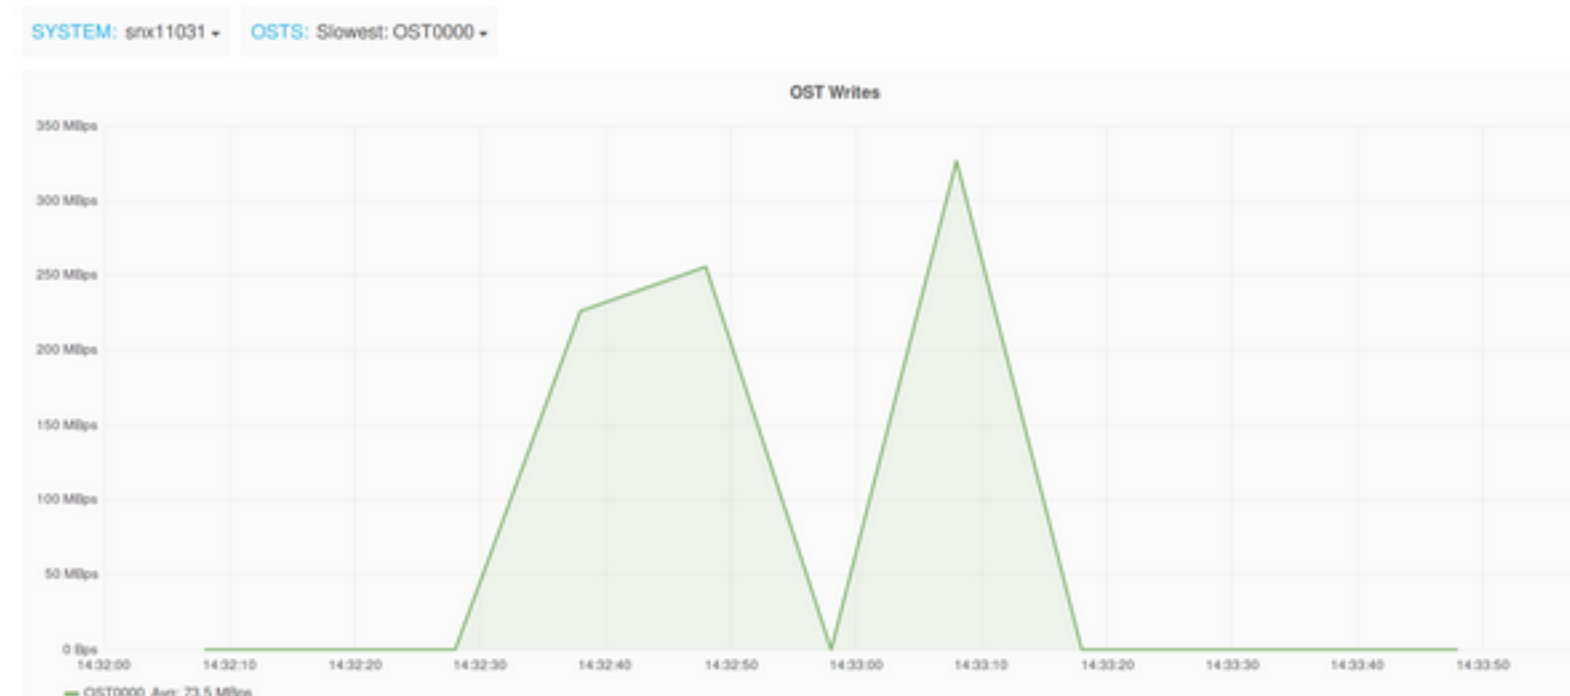 SYSTEM: snx11031 OSTS: Slowest: OST0000
OST Writes
350 MBps
300 MBps
250 MBps
200 MBps
150 MBps
100 MBps
50 MBps
0 Bps
14:32:00 14:32:10 14:32:20 14:32:30 14:32:40 14:32:50 14:33:00 14:33:10 14:33:20 14:33:30 14:33:40 14:33:50
OST0000 Avg: 73.5 MBps